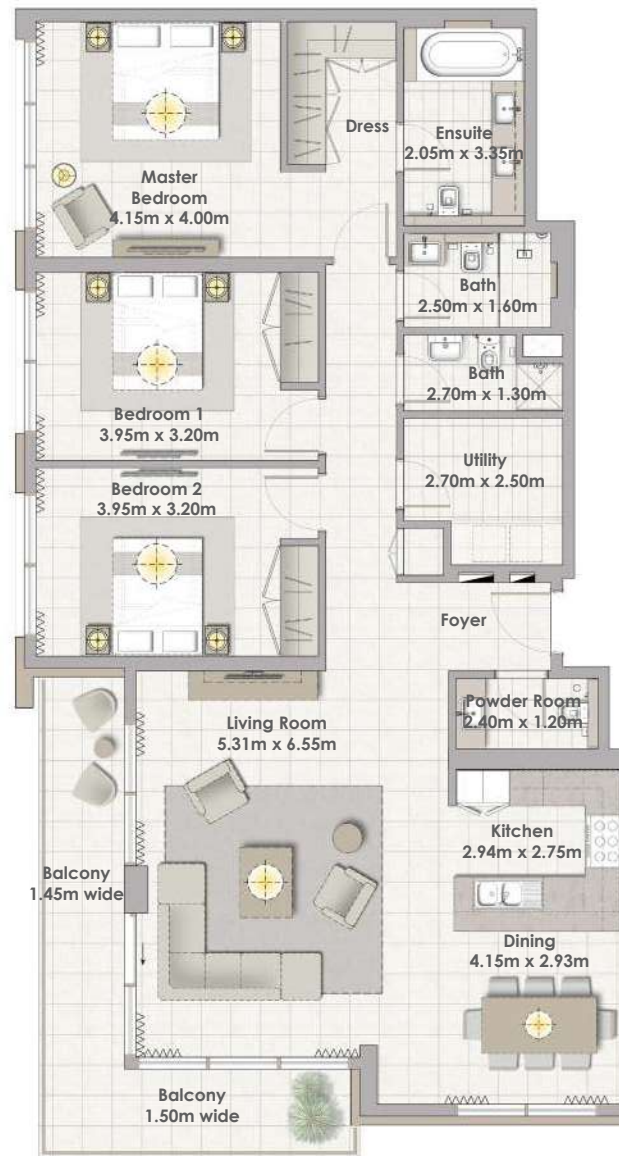 Dress
Ensuite
2.05m x 3.35m
Master
Bedroom
4.15m x 4.00m
Bath
2.50m x 1.60m
Bath
2.70m x 1.30m
Bedroom 1
3.95m x 3.20m
Utility
2.70m x 2.50m
Bedroom 2
3.95m x 3.20m
Foyer
Powder Room
2.40m x 1.20m
Living Room
5.31m x 6.55m
Kitchen
2.94m x 2.75m
Balcony
1.45m wide
Dining
4.15m x 2.93m
Balcony
1.50m wide